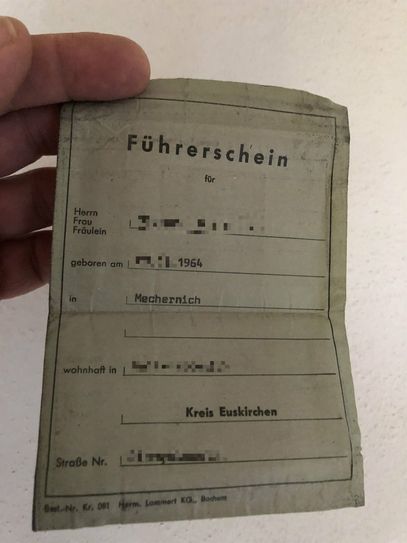 Führerschein
für
Herrn
Frau
Fräulein
geboren am 1964
in Mechernich
wohnhaft in
Kreis Euskirchen
Straße Nr.
Best.-Nr. Kr. 081 Herm. Lammert KG., Bochum